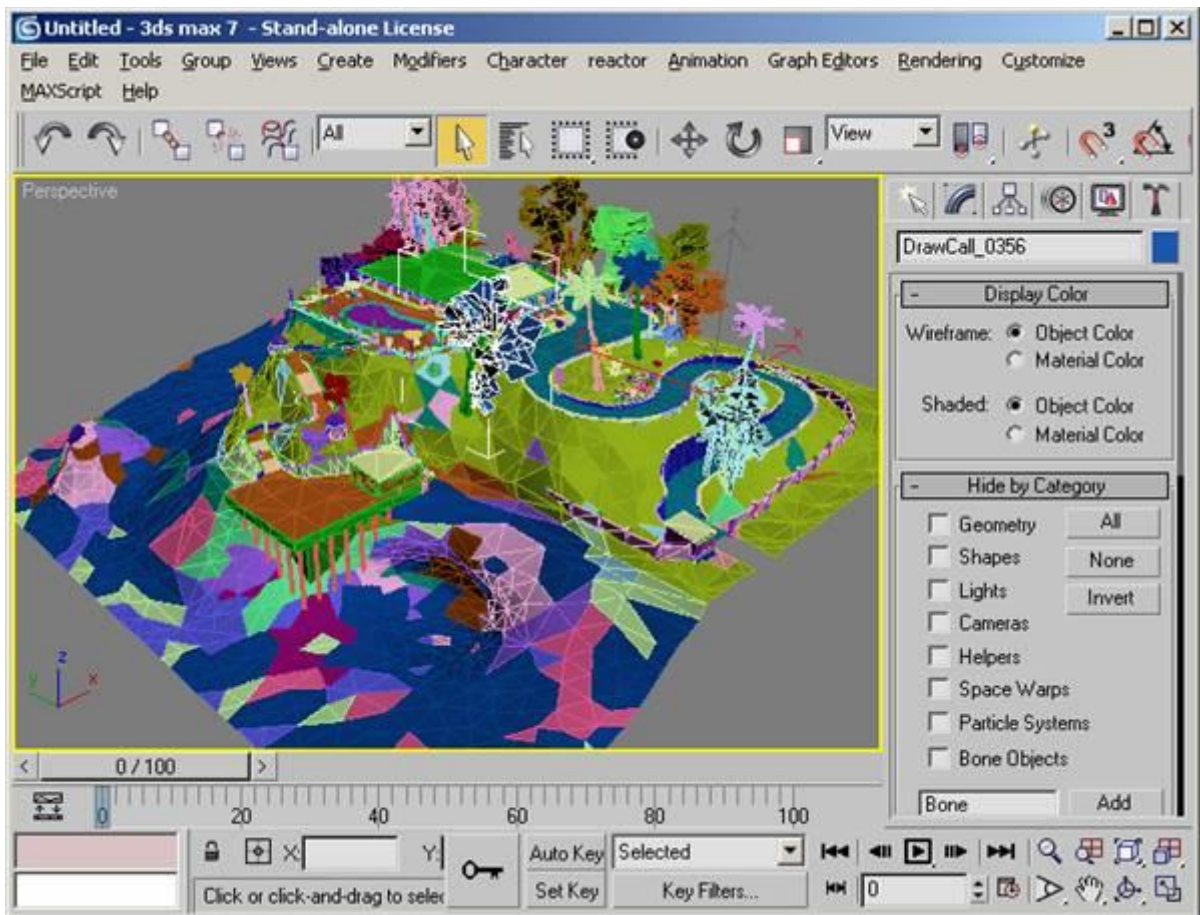 Untitled - 3ds max 7 - Stand-alone License
File Edit Tools Group Views Create Modifiers Character reactor Animation Graph Editors Rendering Customize
MAXScript Help
All
View
3
Perspective
DrawCall_0356
- Display Color
Wireframe: Object Color
Material Color
Shaded: Object Color
Material Color
- Hide by Category
Geometry All
Shapes None
Lights Invert
Cameras
Helpers
Space Warps
Particle Systems
Bone Objects
Bone Add
z
y x
x
< 0 / 100 >
0 20 40 60 80 100
X: Y: Auto Key Selected
Click or click-and-drag to selec Set Key Key Filters... 0